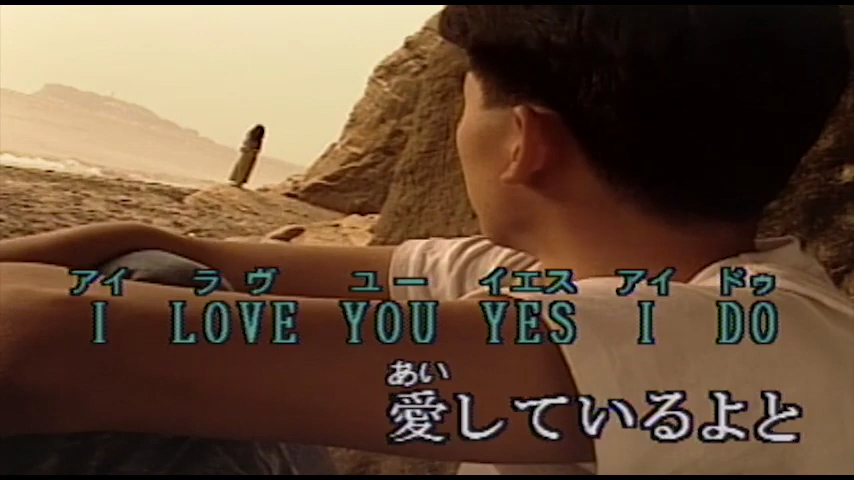 アイ ラヴ ユー イエス アイ ドゥ
I LOVE YOU YES I DO
あい
愛しているよと